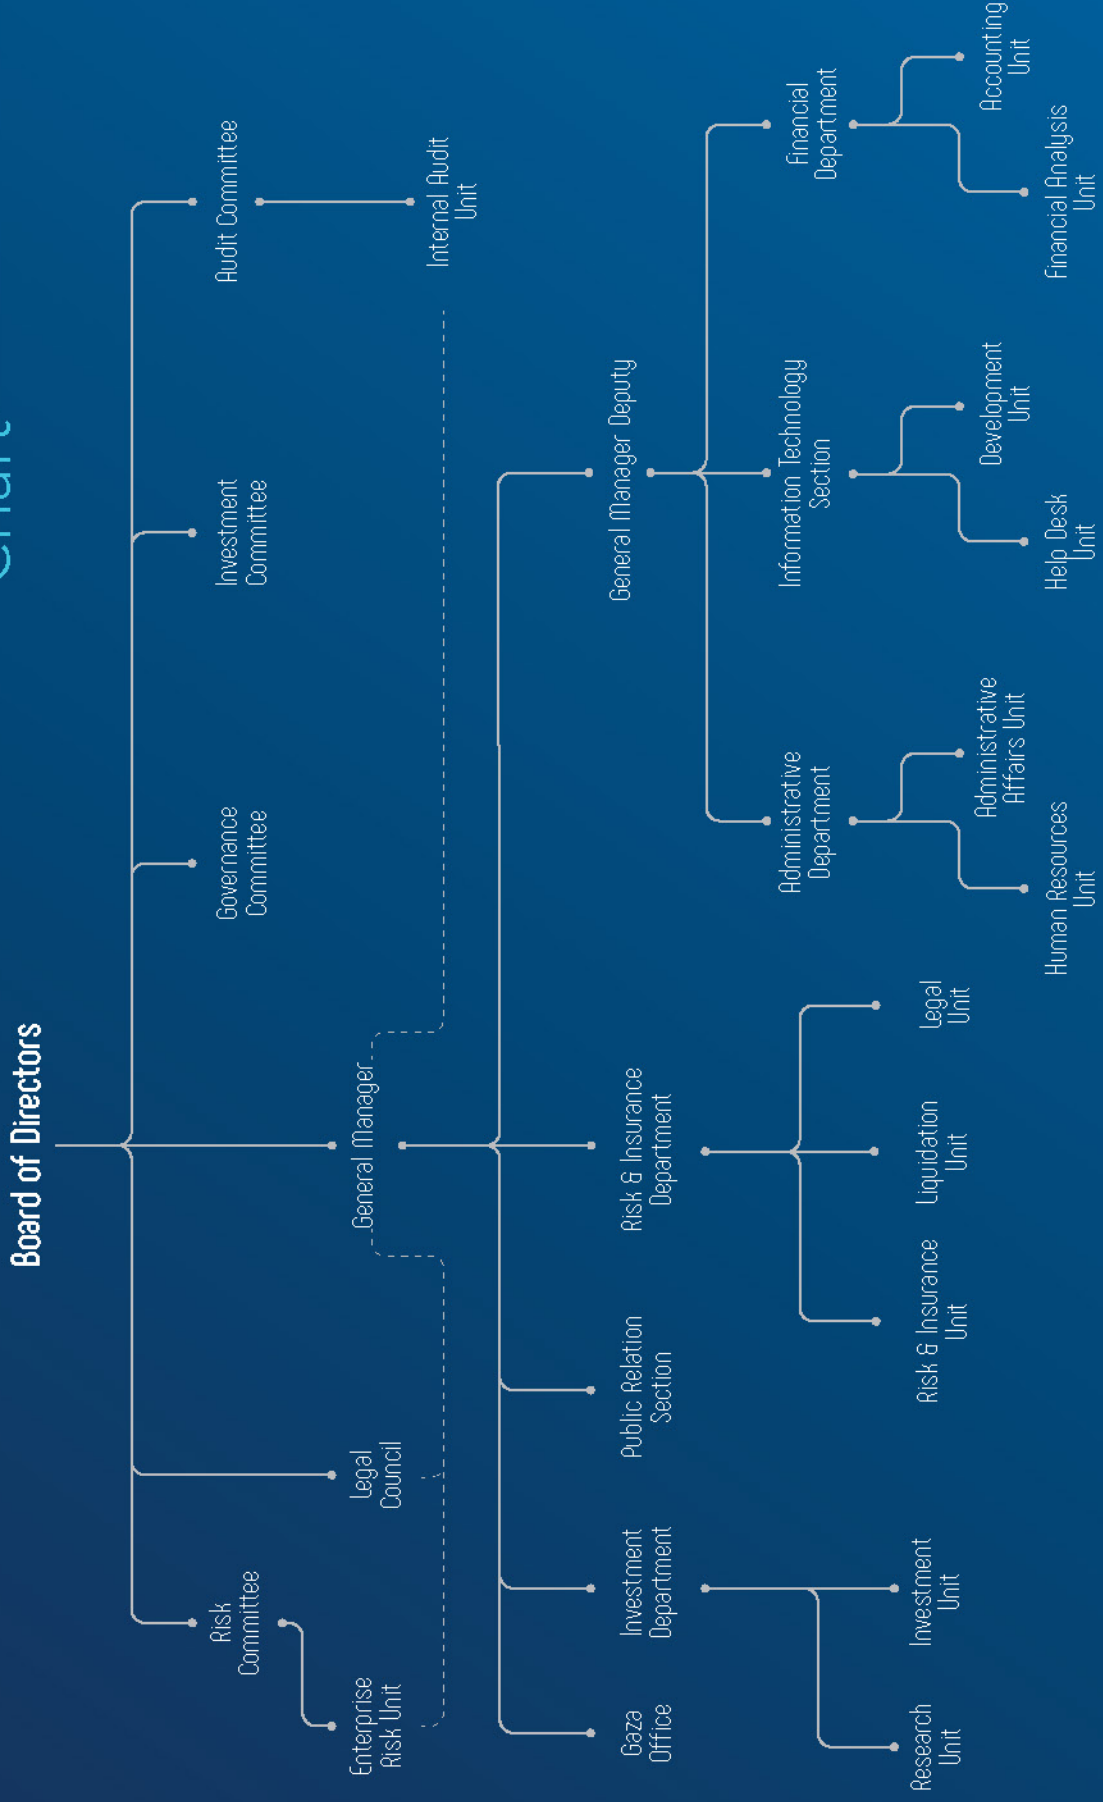 Chart
Board of Directors
Risk
Committee
Governance
Committee
Investment
Committee
Audit Committee
Enterprise
Risk Unit
Legal
Council
General Manager
Internal Audit
Unit
Gaza
Office
Investment
Department
Public Relation
Section
Risk & Insurance
Department
General Manager Deputy
Administrative
Department
Information Technology
Section
Financial
Department
Research
Unit
Investment
Unit
Risk & Insurance
Unit
Liquidation
Unit
Legal
Unit
Human Resources
Unit
Administrative
Affairs Unit
Help Desk
Unit
Development
Unit
Financial Analysis
Unit
Accounting
Unit